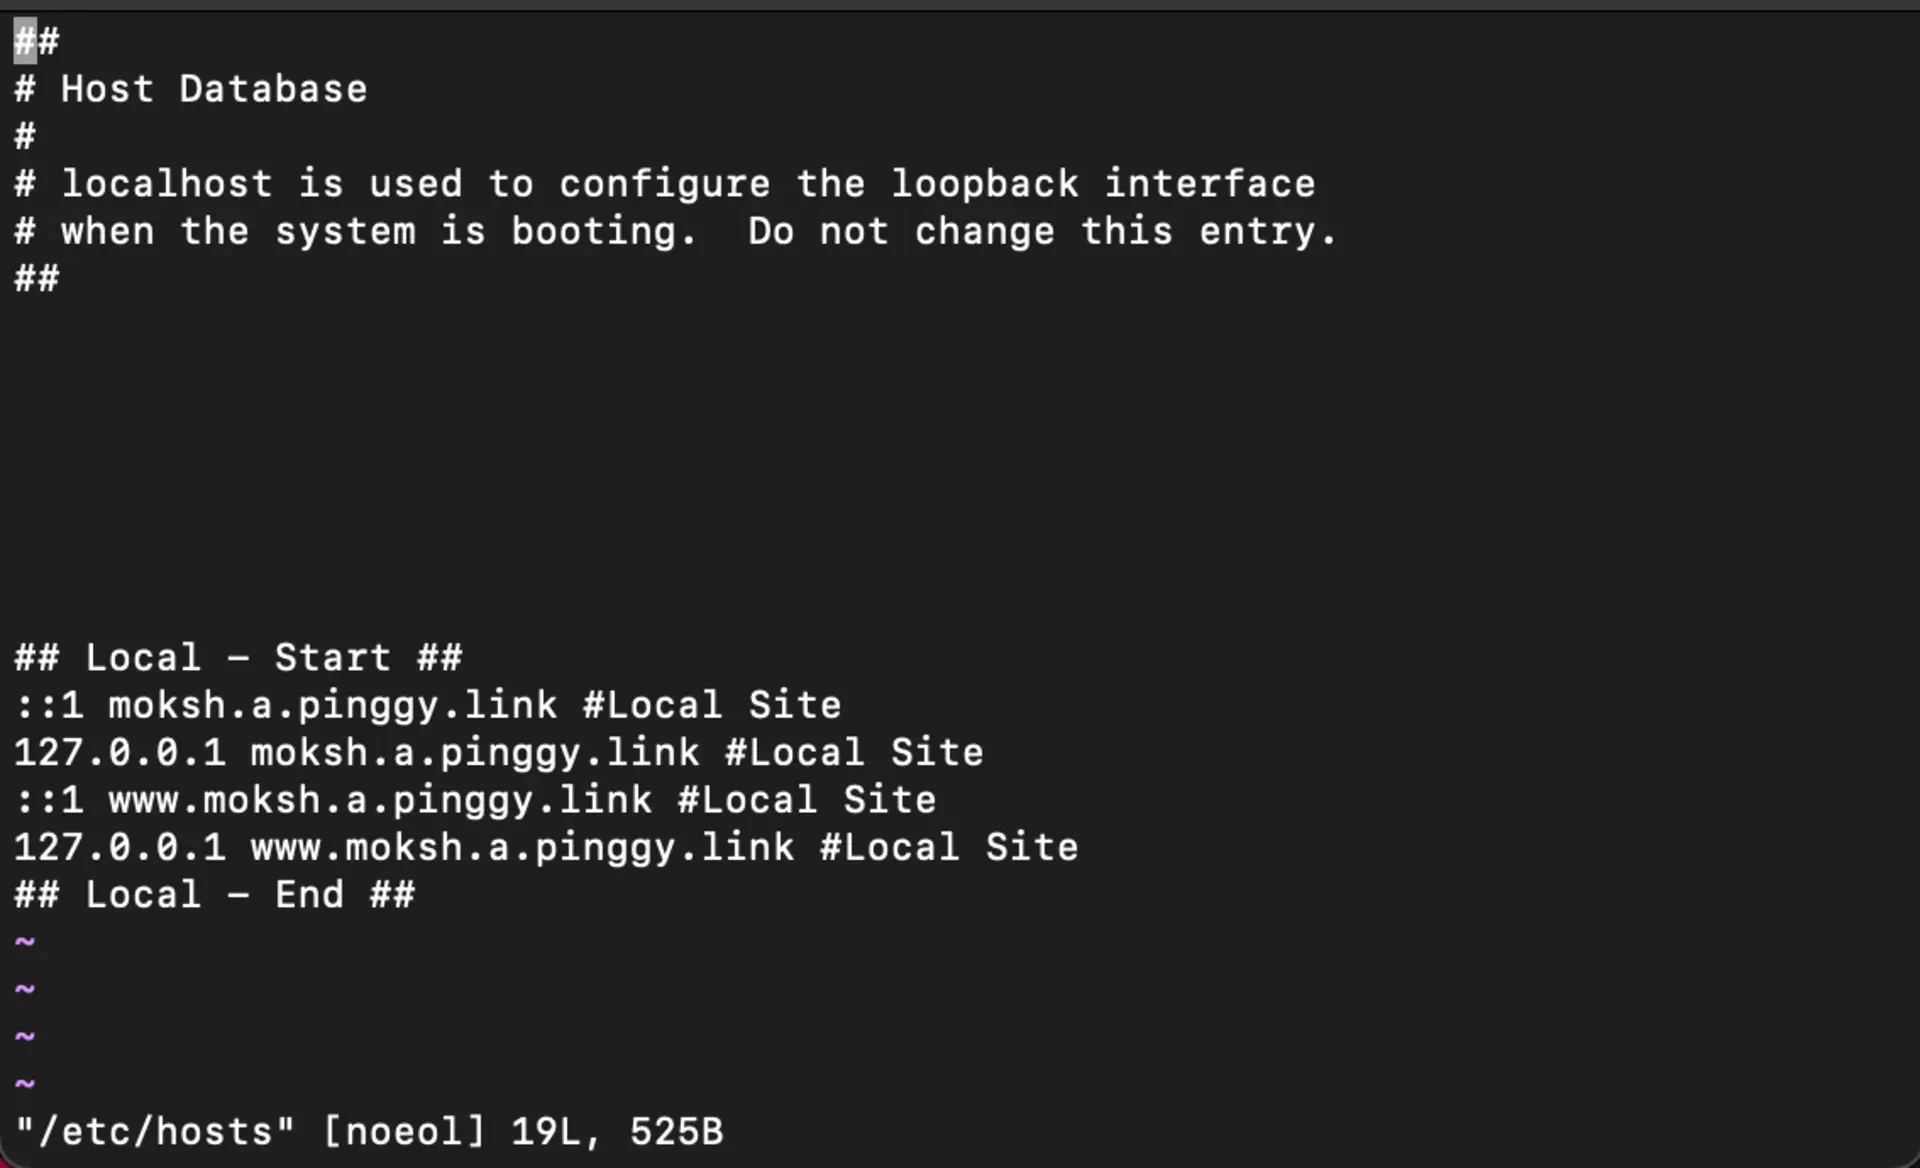 ##
# Host Database
#
# localhost is used to configure the loopback interface
# when the system is booting.  Do not change this entry.
##
## Local - Start ##
::1 moksh.a.pinggy.link #Local Site
127.0.0.1 moksh.a.pinggy.link #Local Site
::1 www.moksh.a.pinggy.link #Local Site
127.0.0.1 www.moksh.a.pinggy.link #Local Site
## Local - End ##
~
~
~
~
"/etc/hosts" [noeol] 19L, 525B